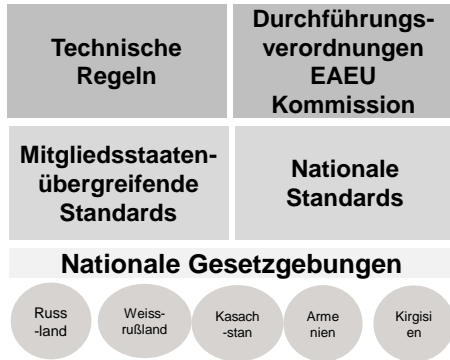 Technische
Regeln
Durchführungs-
verordnungen
EAEU
Kommission
Mitgliedsstaaten-
übergreifende
Standards
Nationale
Standards
Nationale Gesetzgebungen
Russ
-land
Weiss-
rußland
Kasach
-stan
Arme
nien
Kirgisi
en